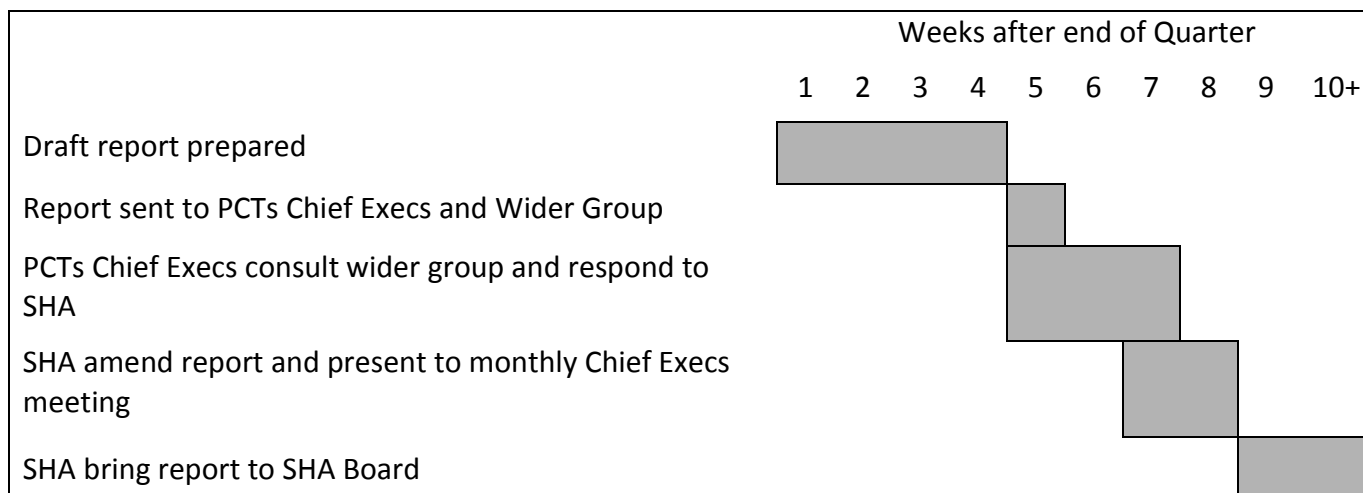 Weeks after end of Quarter
1 2 3 4 5 6 7 8 9 10+
Draft report prepared
Report sent to PCTs Chief Execs and Wider Group
PCTs Chief Execs consult wider group and respond to
SHA
SHA amend report and present to monthly Chief Execs
meeting
SHA bring report to SHA Board